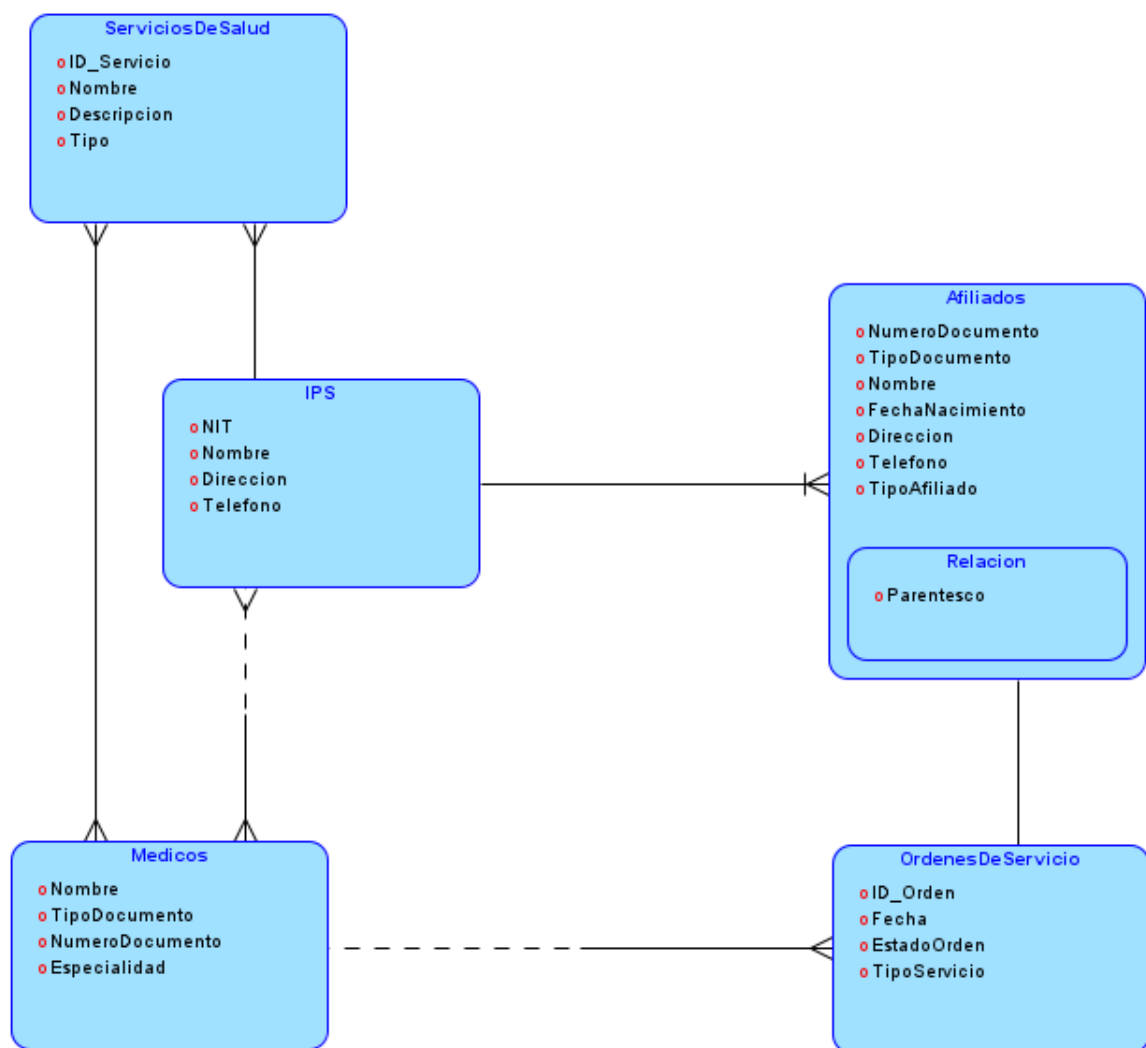 ServiciosDeSalud
o ID_Servicio
o Nombre
o Descripcion
o Tipo
Afiliados
o NumeroDocumento
o TipoDocumento
o Nombre
o FechaNacimiento
o Direccion
o Telefono
o TipoAfiliado
Relacion
o Parentesco
IPS
o NIT
o Nombre
o Direccion
o Telefono
Medicos
o Nombre
o TipoDocumento
o NumeroDocumento
o Especialidad
OrdenesDeServicio
o ID_Orden
o Fecha
o EstadoOrden
o TipoServicio